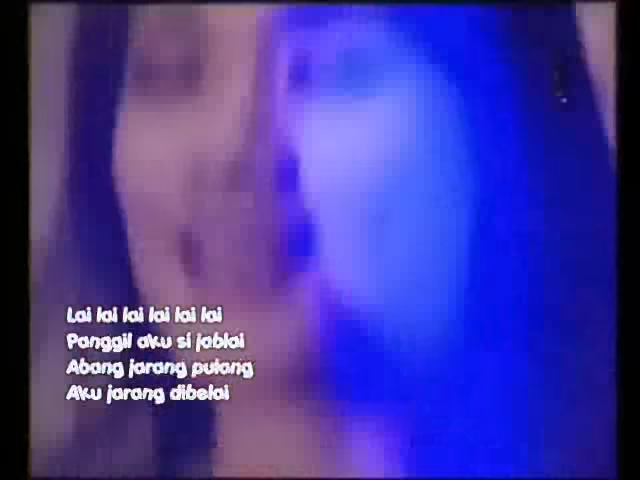 Lai lai lai lai lai lai
Panggil aku si jablai
Abang jarang pulang
Aku jarang dibelai